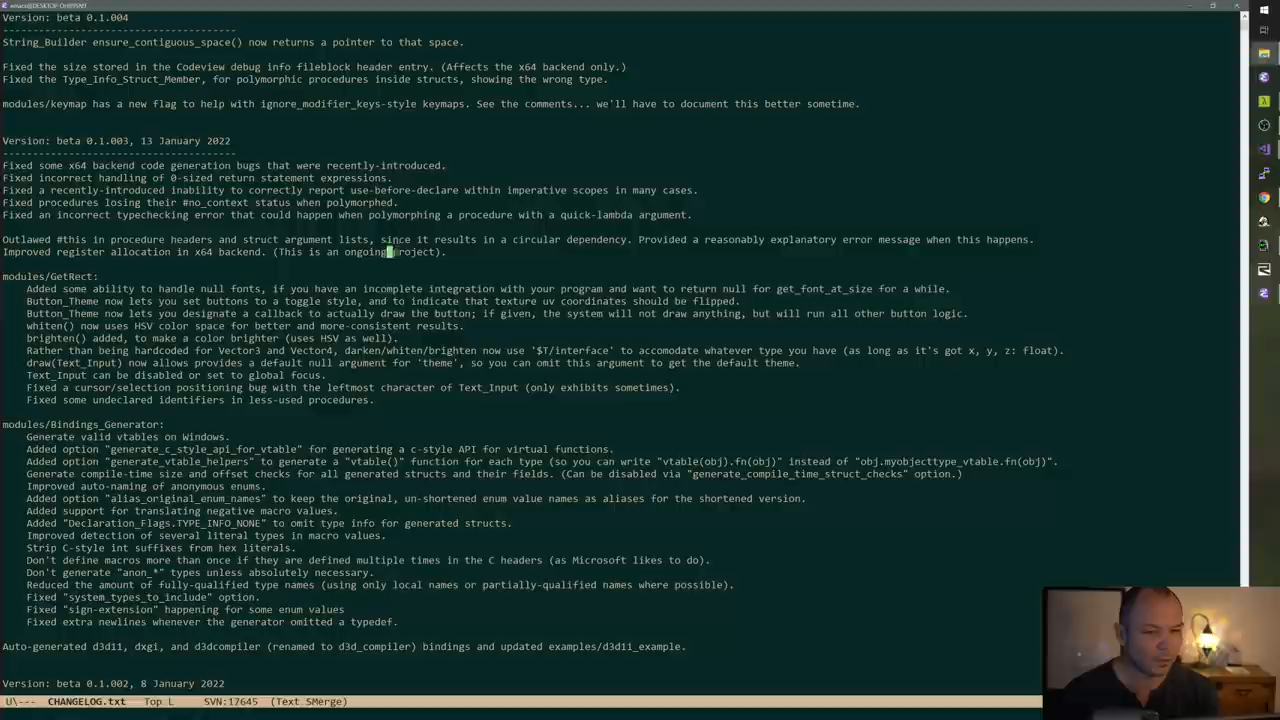 emacs@DESKTOP-OH89SN9
Version: beta 0.1.004
---------------------------------------
String_Builder ensure_contiguous_space() now returns a pointer to that space.
Fixed the size stored in the Codeview debug info fileblock header entry. (Affects the x64 backend only.)
Fixed the Type_Info_Struct_Member, for polymorphic procedures inside structs, showing the wrong type.
modules/keymap has a new flag to help with ignore_modifier_keys-style keymaps. See the comments... we'll have to document this better sometime.
Version: beta 0.1.003, 13 January 2022
---------------------------------------
Fixed some x64 backend code generation bugs that were recently-introduced.
Fixed incorrect handling of 0-sized return statement expressions.
Fixed a recently-introduced inability to correctly report use-before-declare within imperative scopes in many cases.
Fixed procedures losing their #no_context status when polymorphed.
Fixed an incorrect typechecking error that could happen when polymorphing a procedure with a quick-lambda argument.
Outlawed #this in procedure headers and struct argument lists, since it results in a circular dependency. Provided a reasonably explanatory error message when this happens.
Improved register allocation in x64 backend. (This is an ongoing project).
modules/GetRect:
Added some ability to handle null fonts, if you have an incomplete integration with your program and want to return null for get_font_at_size for a while.
Button_Theme now lets you set buttons to a toggle style, and to indicate that texture uv coordinates should be flipped.
Button_Theme now lets you designate a callback to actually draw the button; if given, the system will not draw anything, but will run all other button logic.
whiten() now uses HSV color space for better and more-consistent results.
brighten() added, to make a color brighter (uses HSV as well).
Rather than being hardcoded for Vector3 and Vector4, darken/whiten/brighten now use '$T/interface' to accomodate whatever type you have (as long as it's got x, y, z: float).
draw(Text_Input) now allows provides a default null argument for 'theme', so you can omit this argument to get the default theme.
Text_Input can be disabled or set to global focus.
Fixed a cursor/selection positioning bug with the leftmost character of Text_Input (only exhibits sometimes).
Fixed some undeclared identifiers in less-used procedures.
modules/Bindings_Generator:
Generate valid vtables on Windows.
Added option "generate_c_style_api_for_vtable" for generating a c-style API for virtual functions.
Added option "generate_vtable_helpers" to generate a "vtable()" function for each type (so you can write "vtable(obj).fn(obj)" instead of "obj.myobjecttype_vtable.fn(obj)".
Generate compile-time size and offset checks for all generated structs and their fields. (Can be disabled via "generate_compile_time_struct_checks" option.)
Improved auto-naming of anonymous enums.
Added option "alias_original_enum_names" to keep the original, un-shortened enum value names as aliases for the shortened version.
Added support for translating negative macro values.
Added "Declaration_Flags.TYPE_INFO_NONE" to omit type info for generated structs.
Improved detection of several literal types in macro values.
Strip C-style int suffixes from hex literals.
Don't define macros more than once if they are defined multiple times in the C headers (as Microsoft likes to do).
Don't generate "anon_*" types unless absolutely necessary.
Reduced the amount of fully-qualified type names (using only local names or partially-qualified names where possible).
Fixed "system_types_to_include" option.
Fixed "sign-extension" happening for some enum values
Fixed extra newlines whenever the generator omitted a typedef.
Auto-generated d3d11, dxgi, and d3dcompiler (renamed to d3d_compiler) bindings and updated examples/d3d11_example.
Version: beta 0.1.002, 8 January 2022
U\--- CHANGELOG.txt Top L SVN:17645 (Text SMerge)